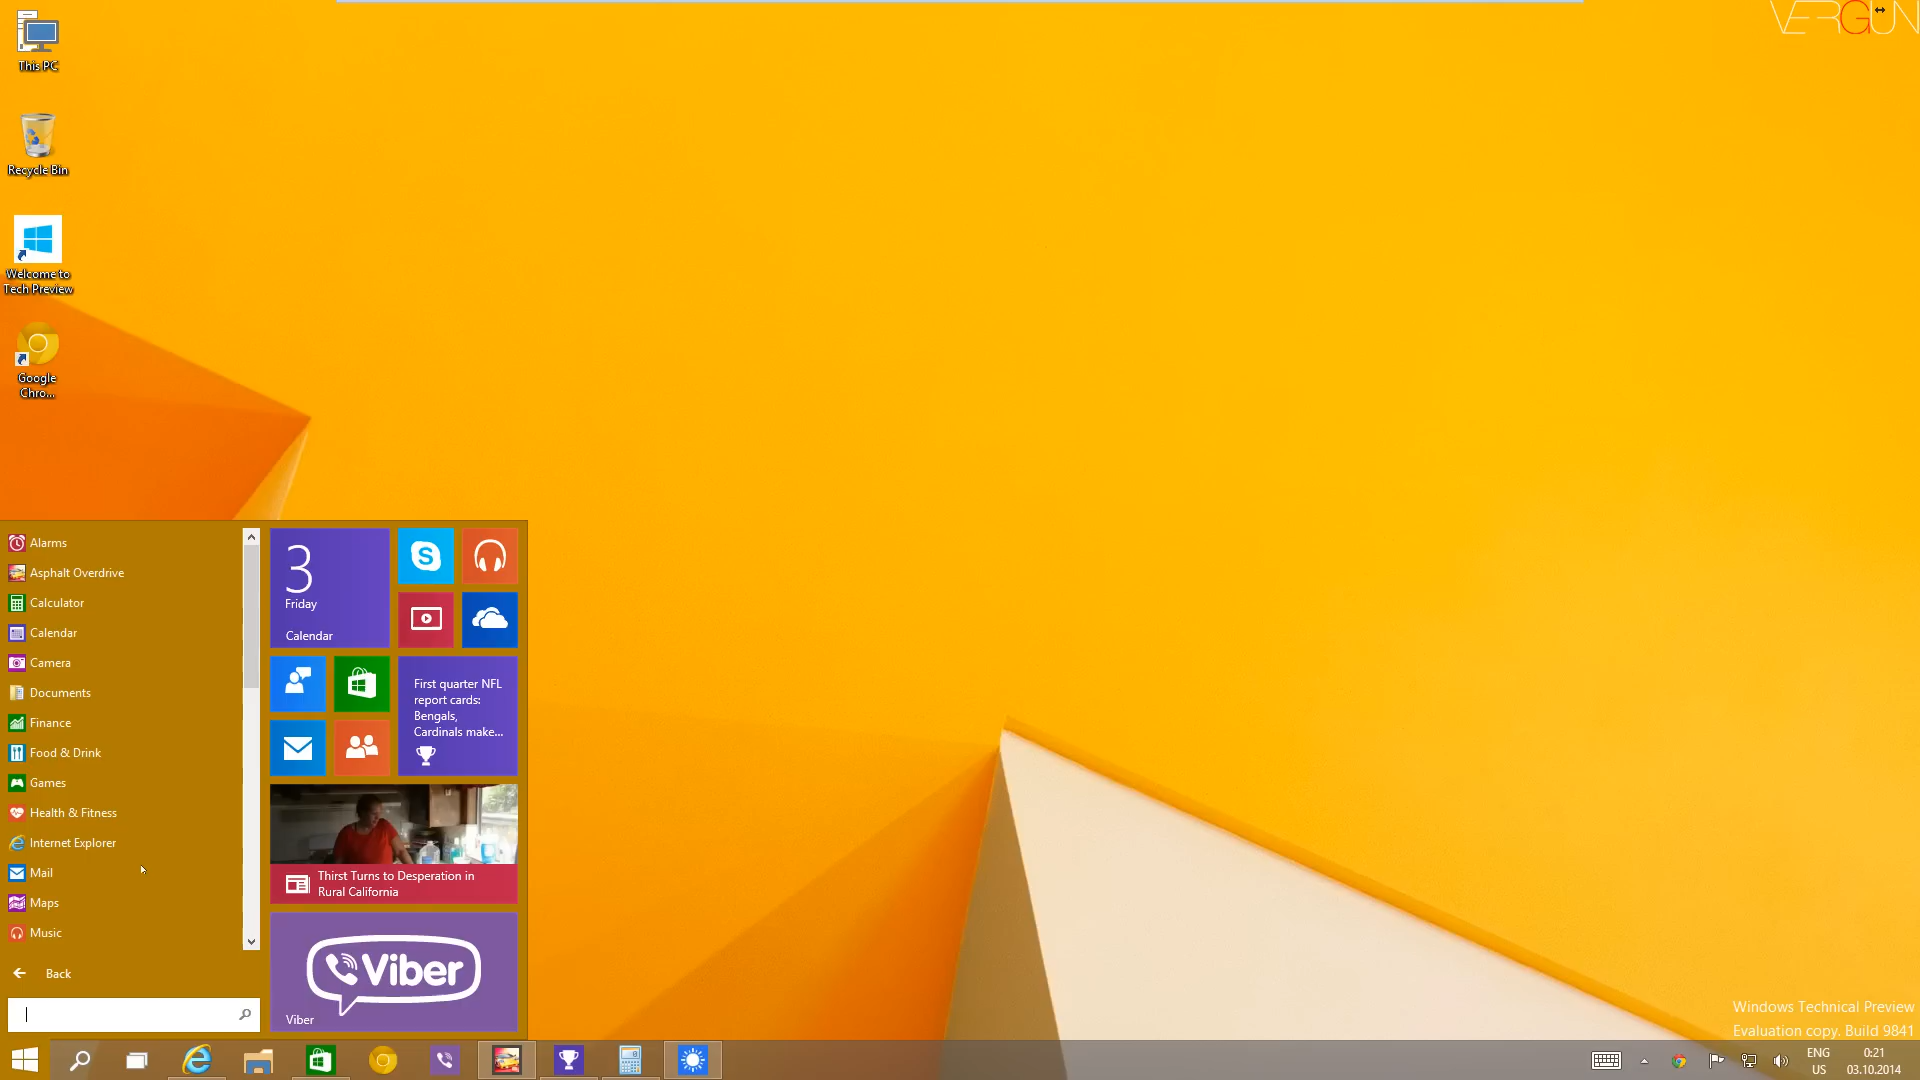 This PC
Recycle Bin
Welcome to
Tech Preview
Google
Chro...
VERGUN
Alarms
Asphalt Overdrive
Calculator
Calendar
Camera
Documents
Finance
Food & Drink
Games
Health & Fitness
Internet Explorer
Mail
Maps
Music
Back
3
Friday
Calendar
S
First quarter NFL
report cards:
Bengals,
Cardinals make...
Thirst Turns to Desperation in
Rural California
Viber
Viber
Windows Technical Preview
Evaluation copy. Build 9841
ENG
US
0:21
03.10.2014